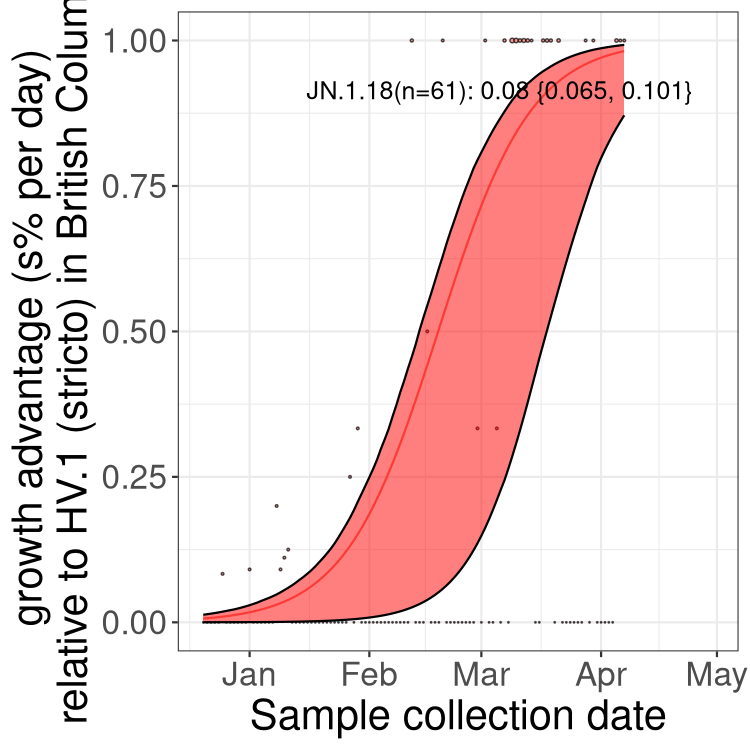 growth advantage (s% per day)
relative to HV.1 (stricto) in British Colum
1.00
0.75
0.50
0.25
0.00
JN.1.18(n=61): 0.08 {0.065, 0.101}
Jan Feb Mar Apr May
Sample collection date